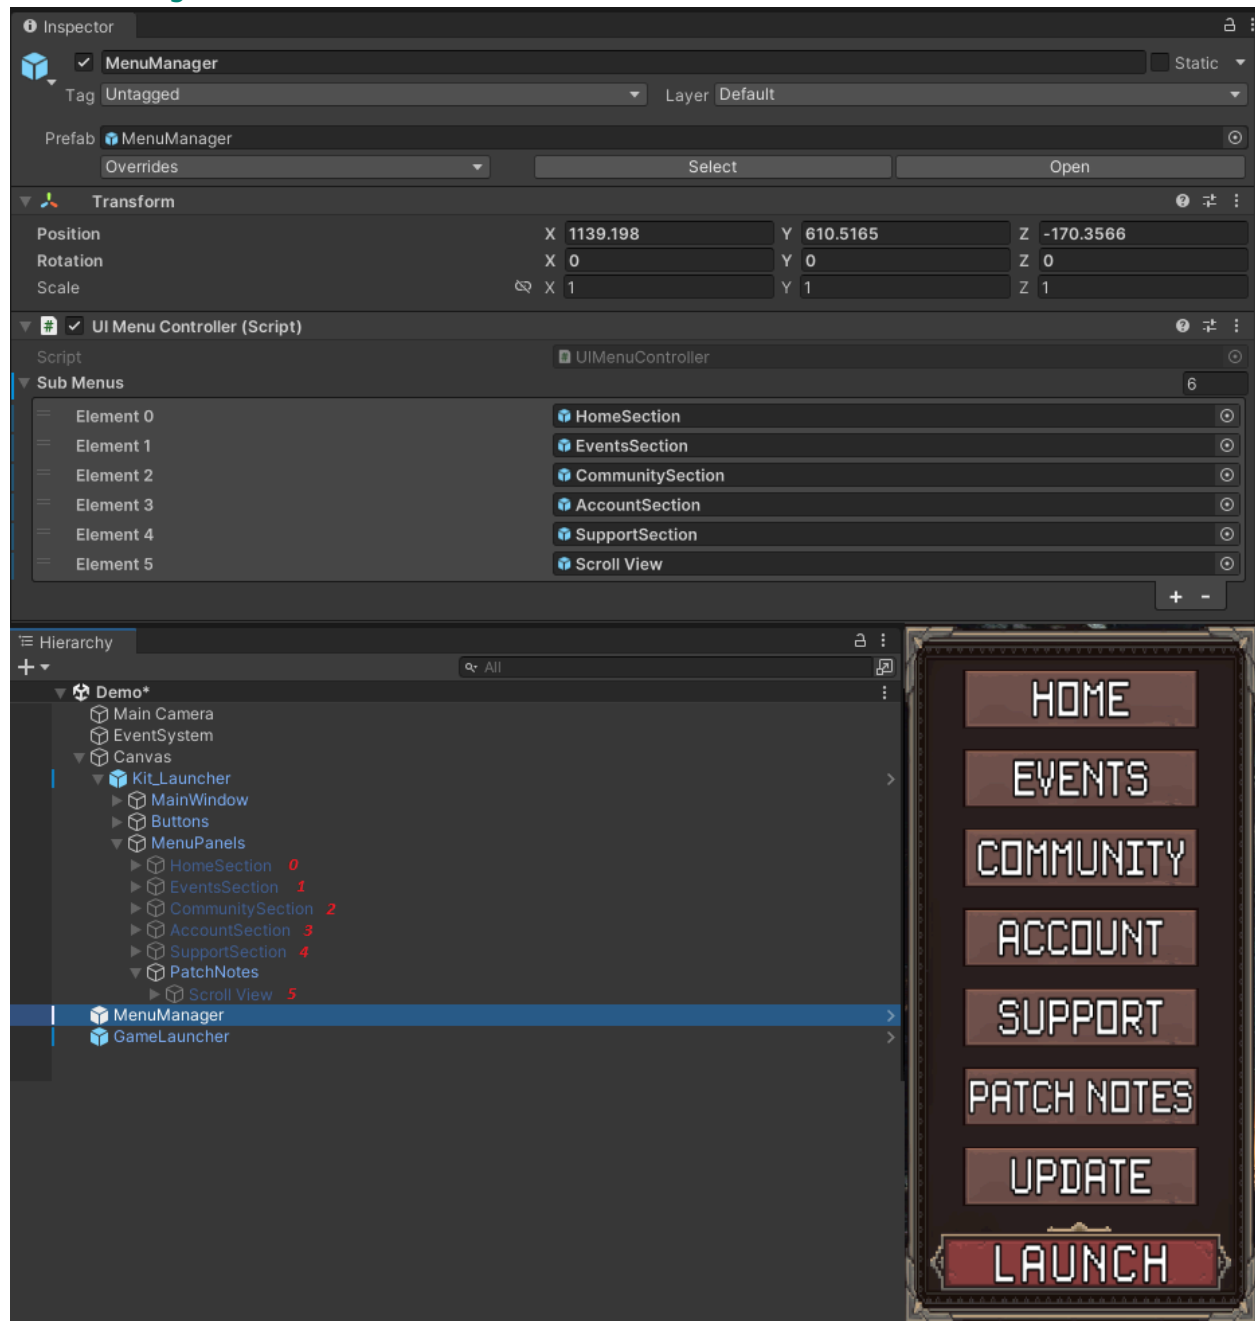 Inspector
MenuManager
Static
Tag Untagged Layer Default
Prefab MenuManager
Overrides Select Open
Transform
Position X 1139.198 Y 610.5165 Z -170.3566
Rotation X 0 Y 0 Z 0
Scale X 1 Y 1 Z 1
# UI Menu Controller (Script)
Script # UIMenuController
Sub Menus 6
Element 0 HomeSection
Element 1 EventsSection
Element 2 CommunitySection
Element 3 AccountSection
Element 4 SupportSection
Element 5 Scroll View
+ -
Hierarchy
+ All
Demo*
Main Camera
EventSystem
Canvas
Kit_Launcher
MainWindow
Buttons
MenuPanels
HomeSection 0
EventsSection 1
CommunitySection 2
AccountSection 3
SupportSection 4
PatchNotes
Scroll View 5
MenuManager
GameLauncher
HOME
EVENTS
COMMUNITY
ACCOUNT
SUPPORT
PATCH NOTES
UPDATE
LAUNCH